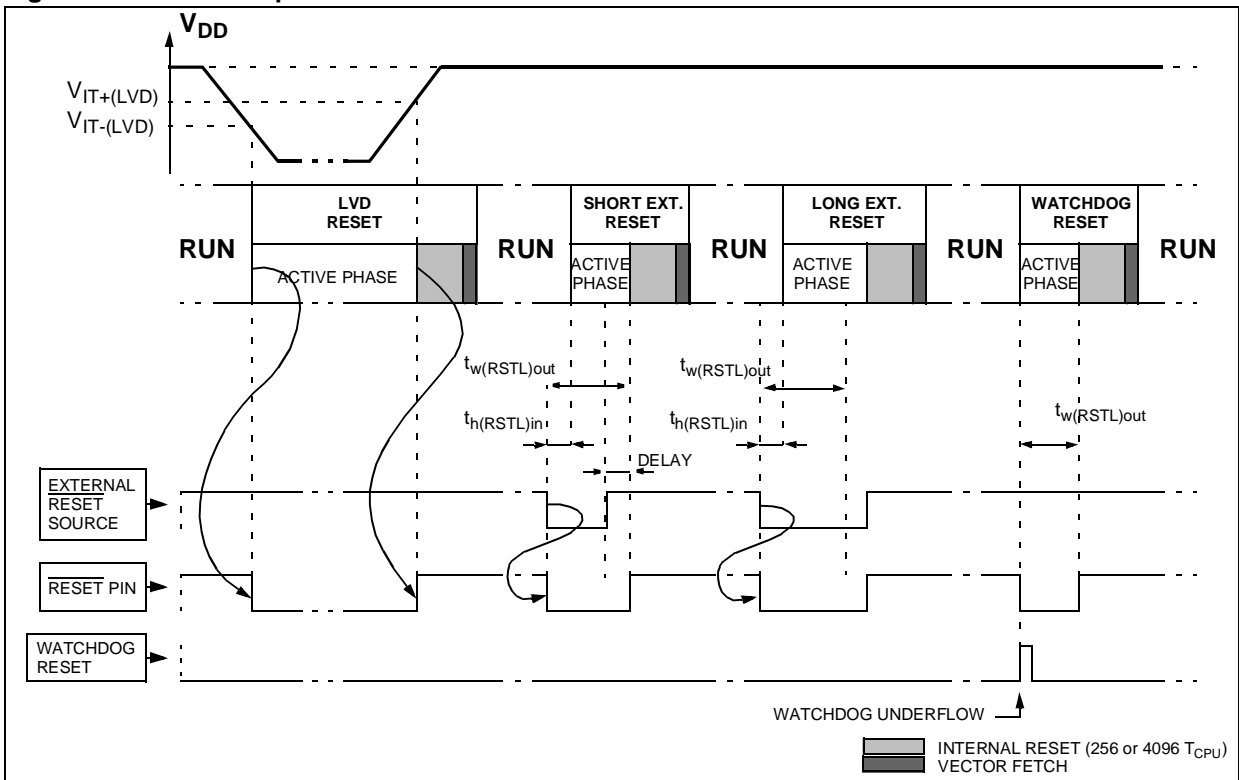 VDD
VIT+(LVD)
VIT-(LVD)
LVD
RESET
SHORT EXT.
RESET
LONG EXT.
RESET
WATCHDOG
RESET
RUN
RUN
RUN
RUN
RUN
ACTIVE PHASE
ACTIVE
PHASE
ACTIVE
PHASE
ACTIVE
PHASE
tw(RSTL)out
tw(RSTL)out
tw(RSTL)out
th(RSTL)in
th(RSTL)in
DELAY
EXTERNAL
RESET
SOURCE
RESET PIN
WATCHDOG
RESET
WATCHDOG UNDERFLOW
INTERNAL RESET (256 or 4096 TCPU)
VECTOR FETCH